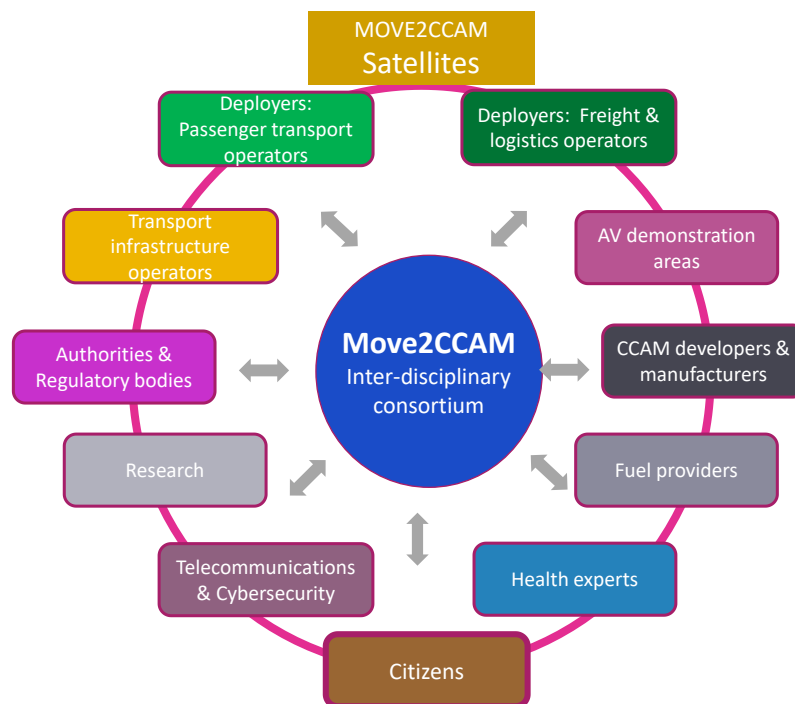 MOVE2CCAM
Satellites
Deployers:
Passenger transport
operators
Deployers:  Freight &
logistics operators
Transport
infrastructure
operators
AV demonstration
areas
Move2CCAM
Inter-disciplinary
consortium
Authorities &
Regulatory bodies
CCAM developers &
manufacturers
Research
Fuel providers
Telecommunications
& Cybersecurity
Health experts
Citizens